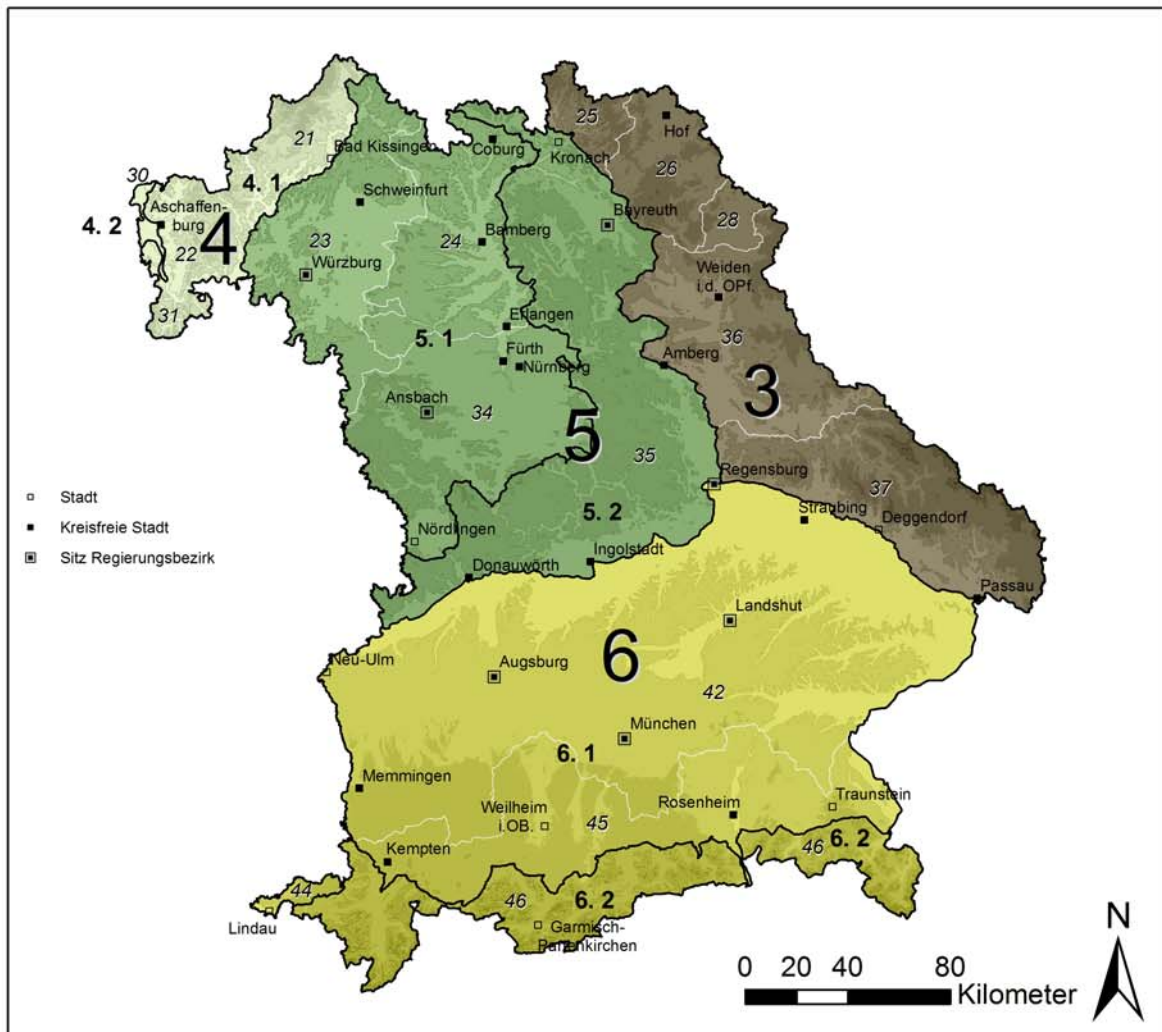 25
Hof
21
Bad Kissingen
Coburg
Kronach
26
30
4. 1
Schweinfurt
Aschaffen-
burg
4. 2
4
22
23
24
Bamberg
Bayreuth
28
Würzburg
Weiden
i.d. OPf.
31
Erlangen
5. 1
36
Fürth
Nürnberg
Amberg
3
Ansbach
34
5
35
Regensburg
37
Stadt
Kreisfreie Stadt
Sitz Regierungsbezirk
5. 2
Straubing
Deggendorf
Nördlingen
Ingolstadt
Donauwörth
Passau
Landshut
6
Neu-Ulm
Augsburg
42
München
6. 1
Memmingen
Weilheim
i.OB.
45
Rosenheim
Traunstein
46
6. 2
Kempten
44
46
6. 2
Lindau
Garmisch-
Partenkirchen
N
0 20 40 80
Kilometer